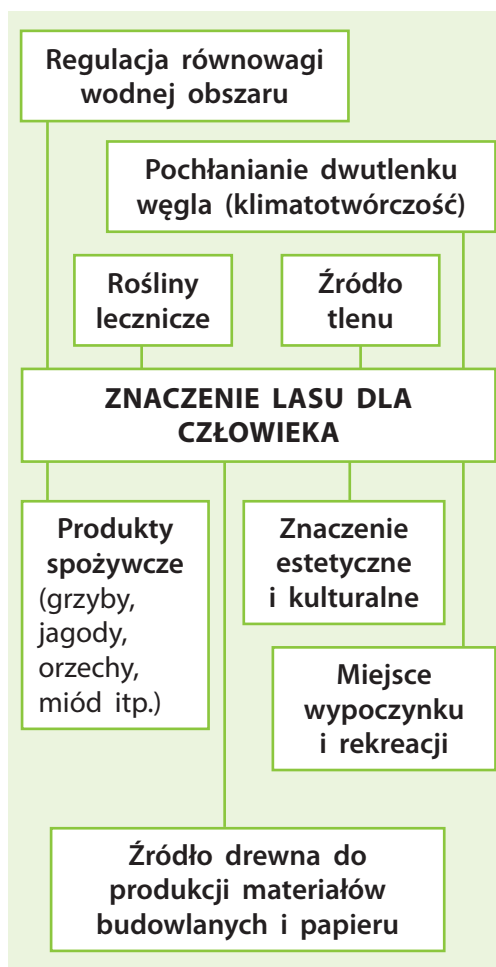 Regulacja równowagi
wodnej obszaru
Pochłanianie dwutlenku
węgla (klimatotwórczość)
Rośliny
lecznicze
Źródło
tlenu
ZNACZENIE LASU DLA
CZŁOWIEKA
Produkty
spożywcze
(grzyby,
jagody,
orzechy,
miód itp.)
Znaczenie
estetyczne
i kulturalne
Miejsce
wypoczynku
i rekreacji
Źródło drewna do
produkcji materiałów
budowlanych i papieru